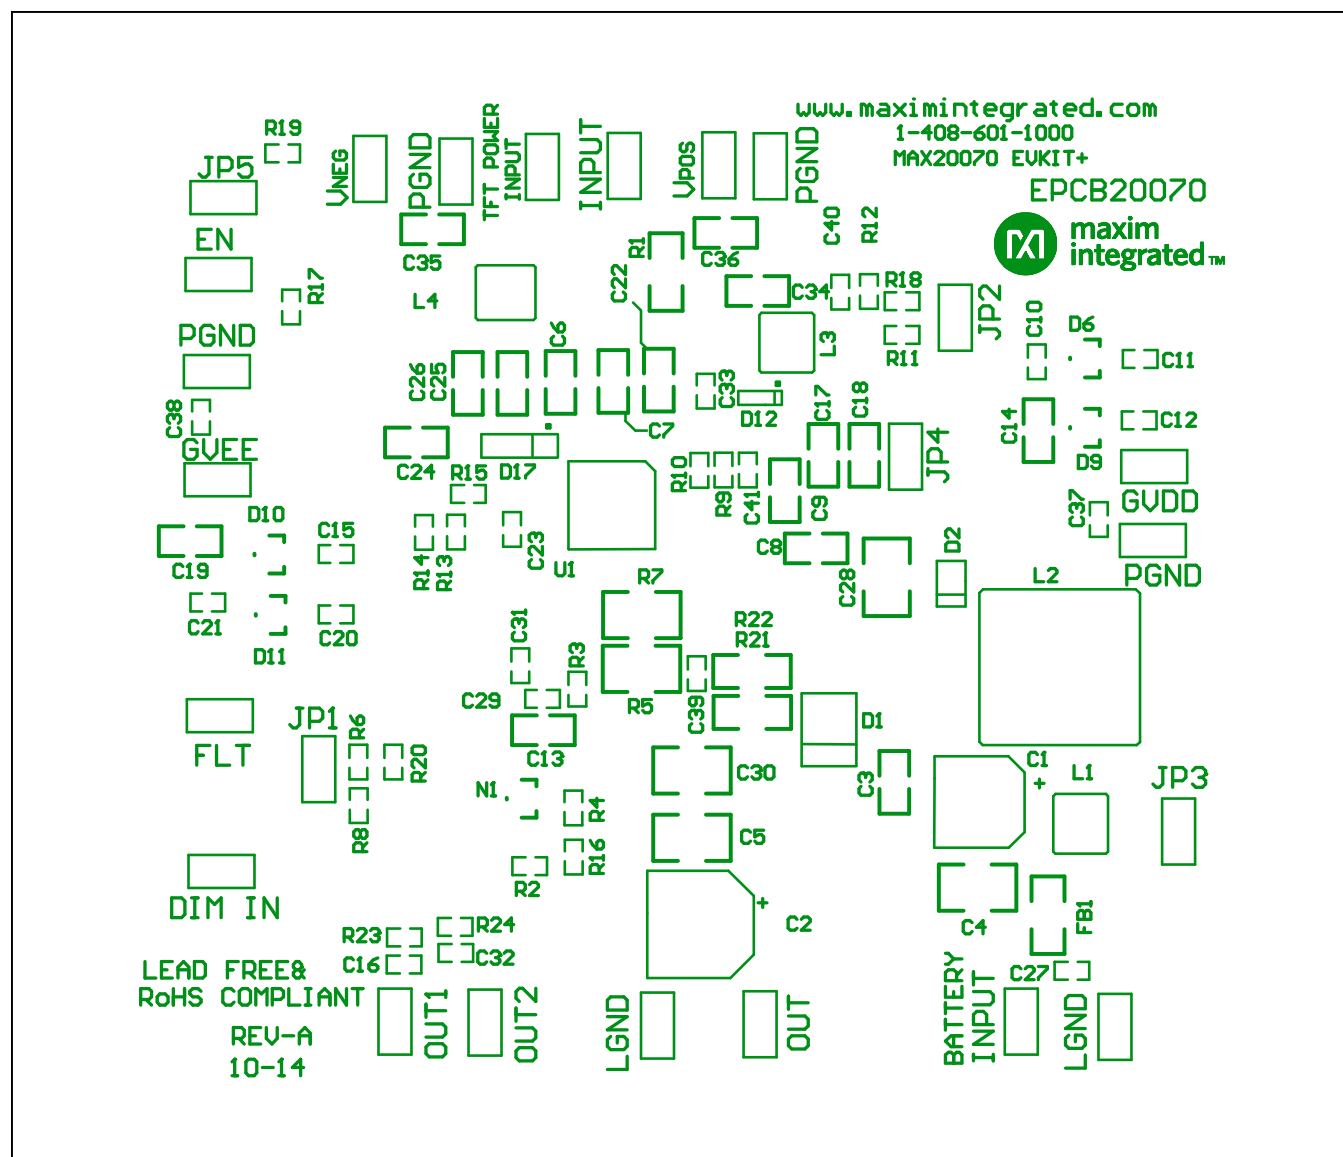 www.maximintegrated.com
1-408-601-1000
MAX20070 EVKIT+
EPCB20070
maxim
integrated™
R19
JP5
VNEG
PGND
TFT POWER
INPUT
INPUT
VPOS
PGND
C40
R12
EN
C35
R1
C36
R17
L4
C22
C34
R18
JP2
C10
D6
PGND
C6
L3
R11
C11
C26
C25
C33
C17
C18
C38
D12
C14
C12
GVEE
C7
JP4
D9
C24
R15
D17
R10
R9
C41
C9
GVDD
D10
C15
C37
C19
R14
R13
C23
U1
C8
D2
R7
C28
L2
PGND
C21
C20
C31
R22
R21
D11
R3
C29
R5
C39
D1
JP1
R6
FLT
R20
C13
C30
C3
C1
+
L1
JP3
N1
R4
R8
C5
R16
R2
DIM IN
+
C2
C4
FB1
R24
R23
C16
C32
C27
LEAD FREE&
RoHS COMPLIANT
OUT1
OUT2
LGND
OUT
BATTERY
INPUT
LGND
REV-A
10-14